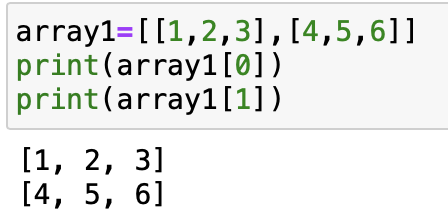 array1=[[1,2,3],[4,5,6]]
print(array1[0])
print(array1[1])
[1, 2, 3]
[4, 5, 6]